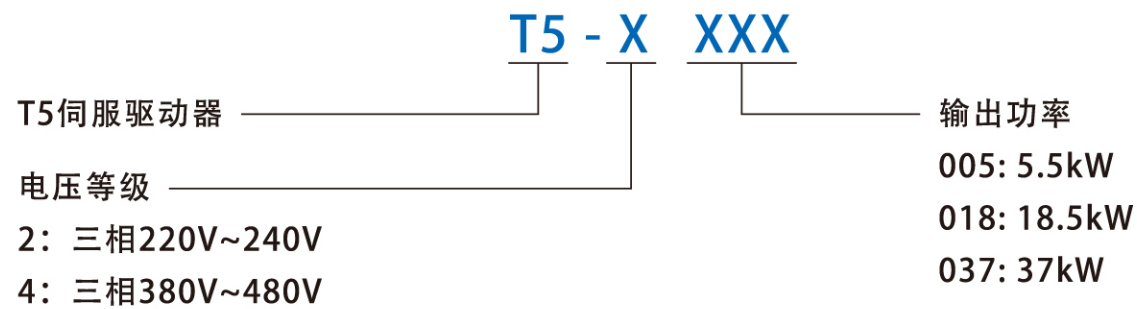 T5 - X XXX
T5伺服驱动器
电压等级
2：三相220V~240V
4：三相380V~480V
输出功率
005: 5.5kW
018: 18.5kW
037: 37kW